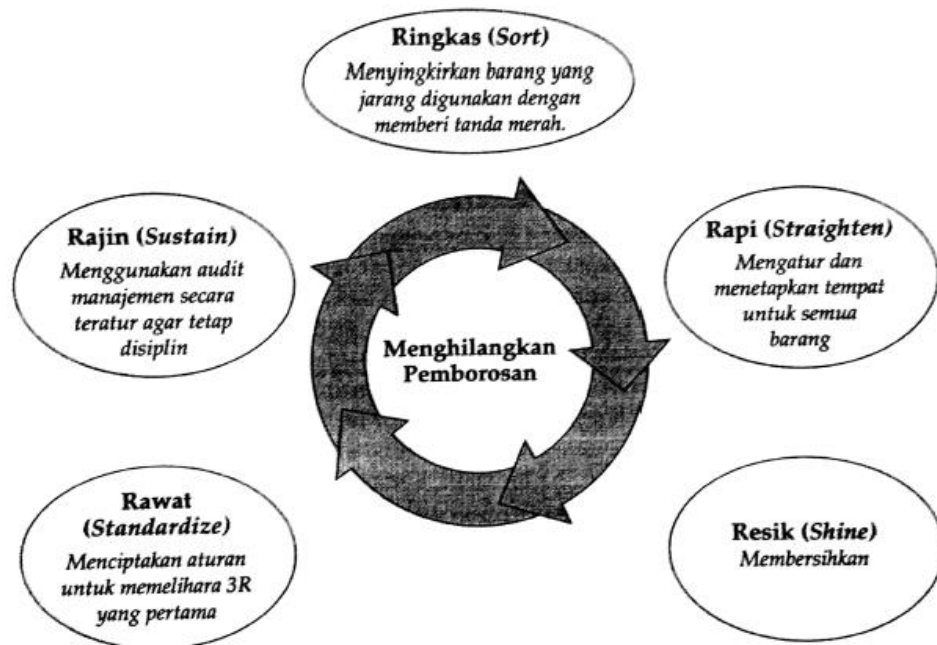 Ringkas (Sort)
Menyingkirkan barang yang
jarang digunakan dengan
memberi tanda merah.
Rapi (Straighten)
Mengatur dan
menetapkan tempat
untuk semua
barang
Resik (Shine)
Membersihkan
Rawat
(Standardize)
Menciptakan aturan
untuk memelihara 3R
yang pertama
Rajin (Sustain)
Menggunakan audit
manajemen secara
teratur agar tetap
disiplin
Menghilangkan
Pemborosan